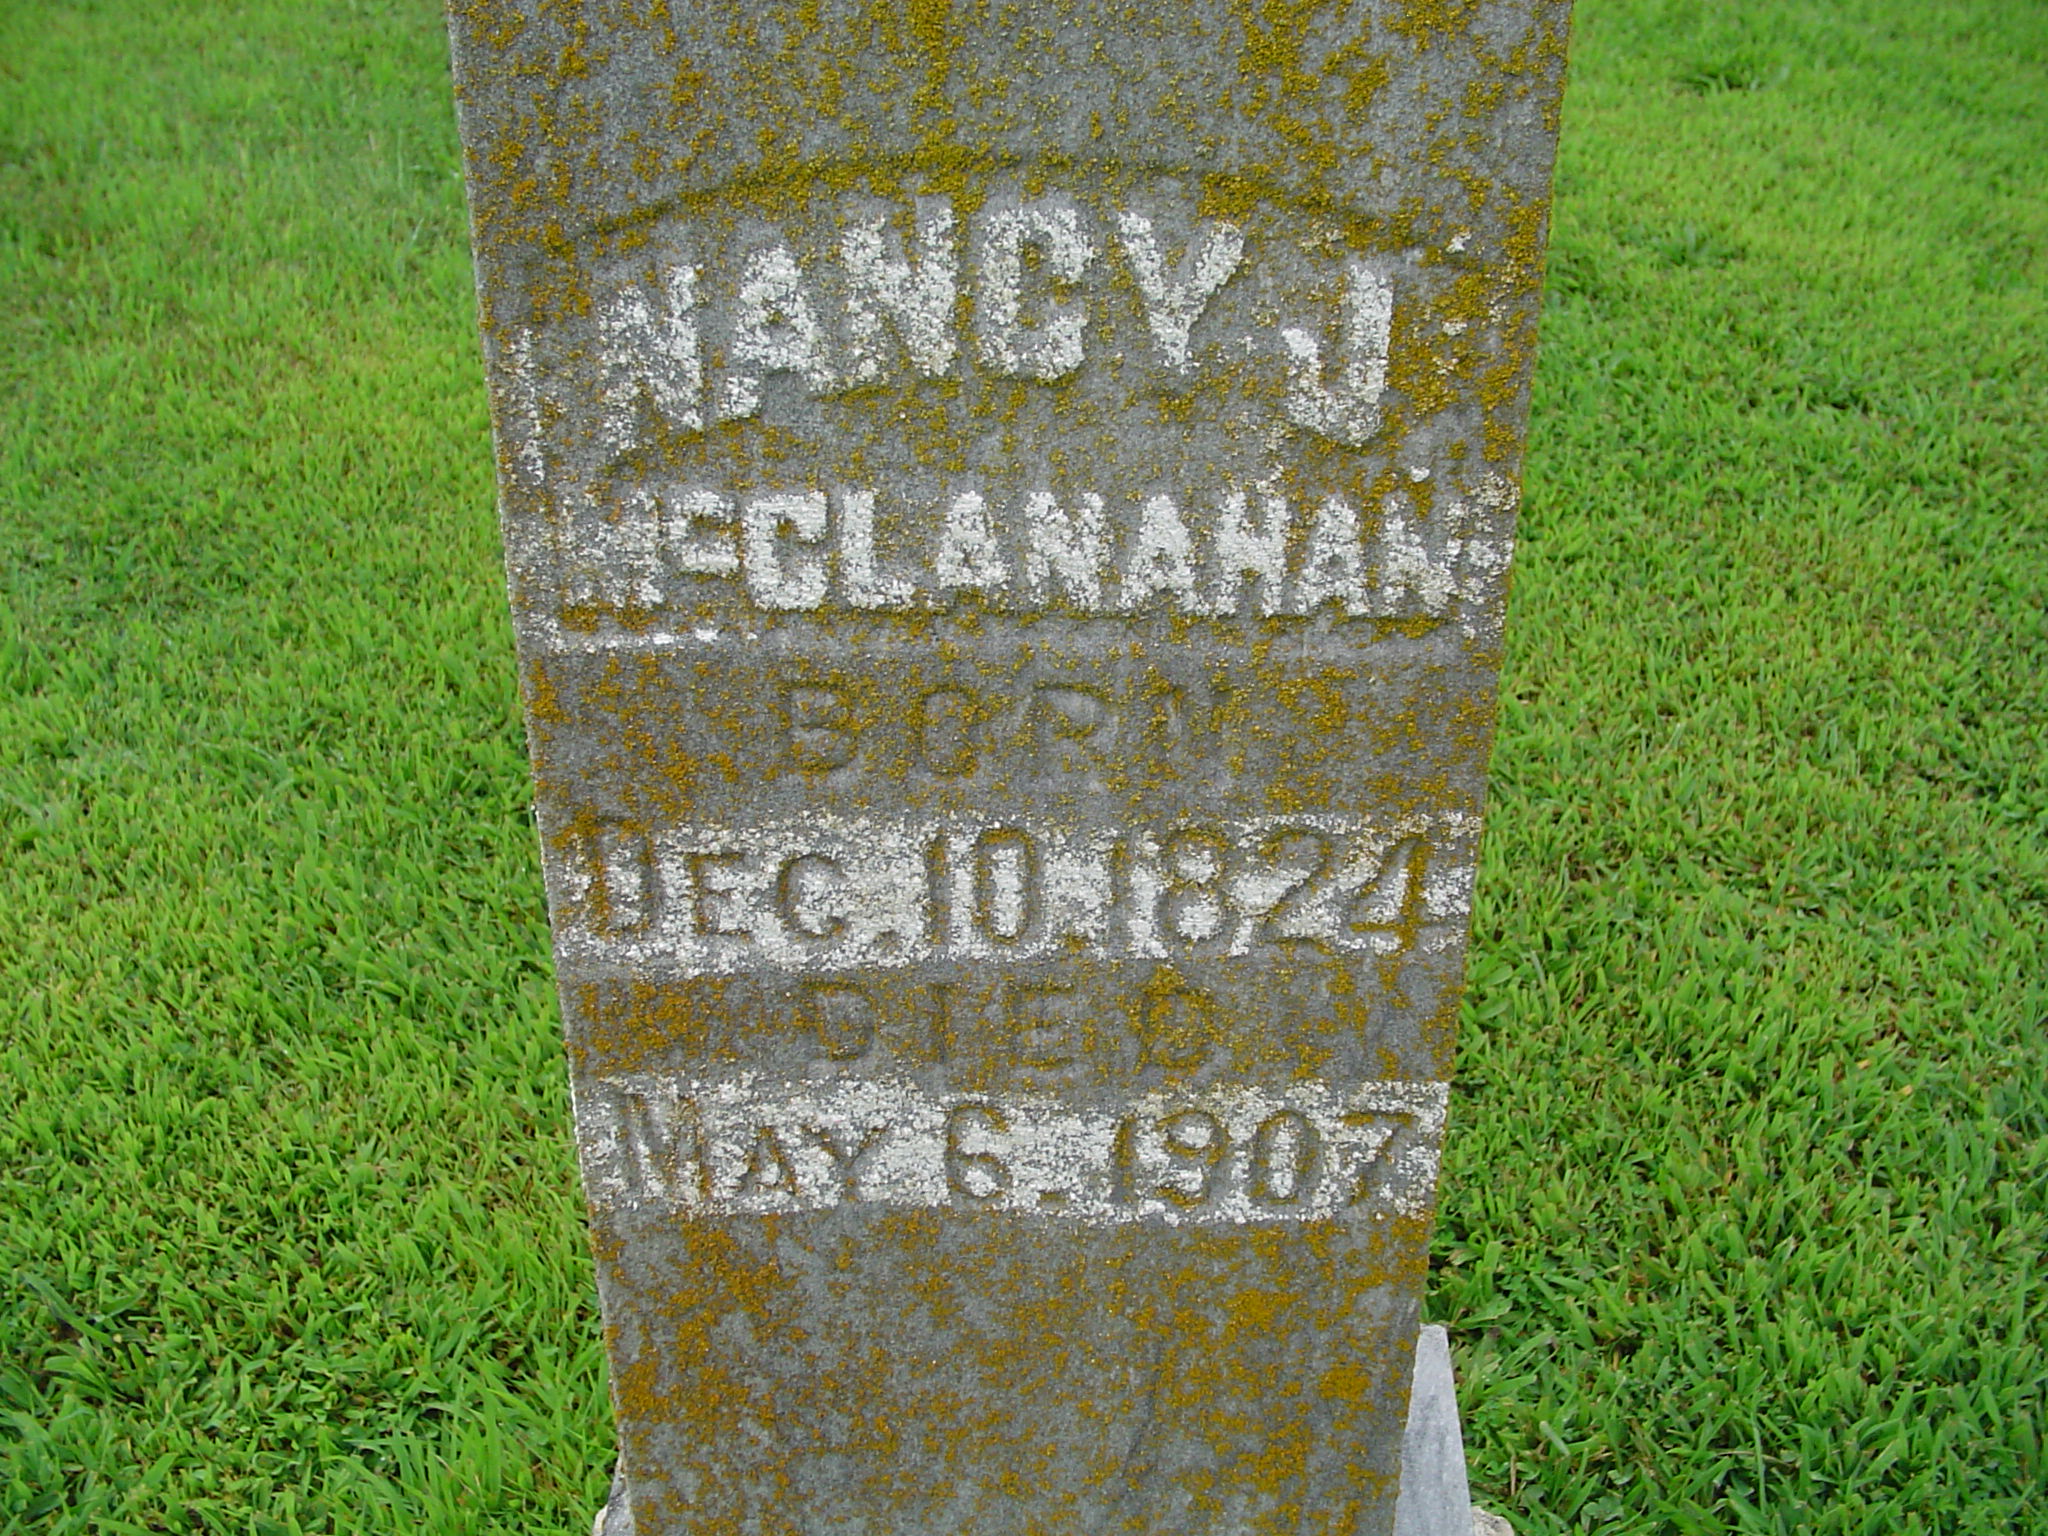 NANCY J
McCLANAHAN
BORN
DEC. 10. 1824
DIED
MAY 6. 1907